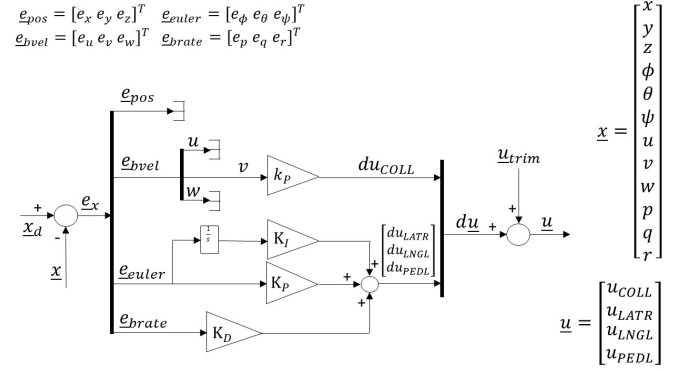 e_pos = [e_x e_y e_z]^T e_euler = [e_ϕ e_θ e_ψ]^T
e_bvel = [e_u e_v e_w]^T e_brate = [e_p e_q e_r]^T
e_pos
u
e_bvel
v
k_P
du_COLL
w
u_trim
+
e_x
+
x_d
-
x
1/s
K_I
du_LATR
du_LNGL
du_PEDL
du
+
u
+
e_euler
K_P
+
+
e_brate
K_D
x =
x
y
z
ϕ
θ
ψ
u
v
w
p
q
r
u =
u_COLL
u_LATR
u_LNGL
u_PEDL